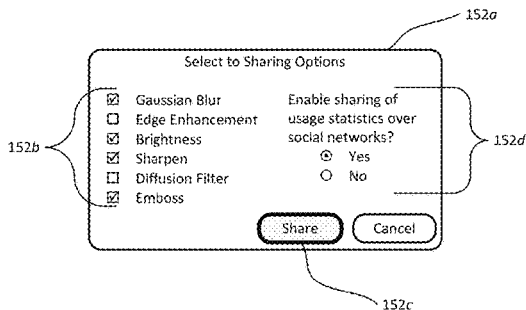 152a
Select to Sharing Options
Gaussian Blur
Edge Enhancement
Brightness
Sharpen
Diffusion Filter
Emboss
152b
Enable sharing of
usage statistics over
social networks?
Yes
No
152d
Share
Cancel
152c